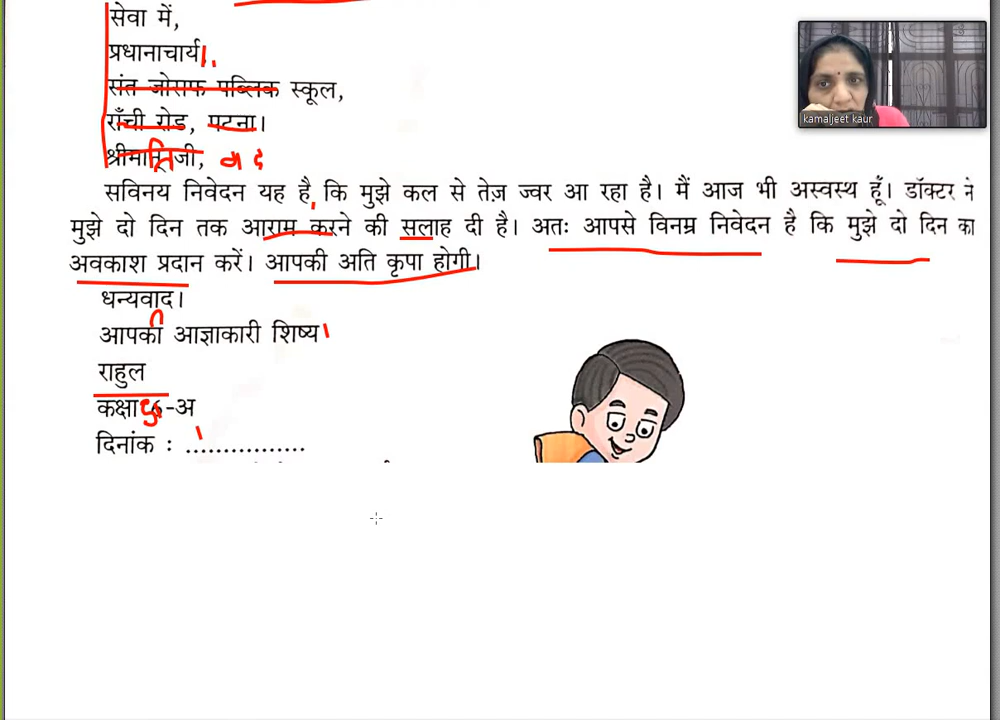 सेवा में,
प्रधानाचार्य,
संत जोसफ पब्लिक स्कूल,
राँची रोड, पटना।
kamaljeet kaur
सविनय निवेदन यह है, कि मुझे कल से तेज़ ज्वर आ रहा है। मैं आज भी अस्वस्थ हूँ। डॉक्टर ने
मुझे दो दिन तक आराम करने की सलाह दी है। अतः आपसे विनम्र निवेदन है कि मुझे दो दिन का
अवकाश प्रदान करें। आपकी अति कृपा होगी।
धन्यवाद।
आपका आज्ञाकारी शिष्य
राहुल
कक्षा -अ
दिनांक : ................